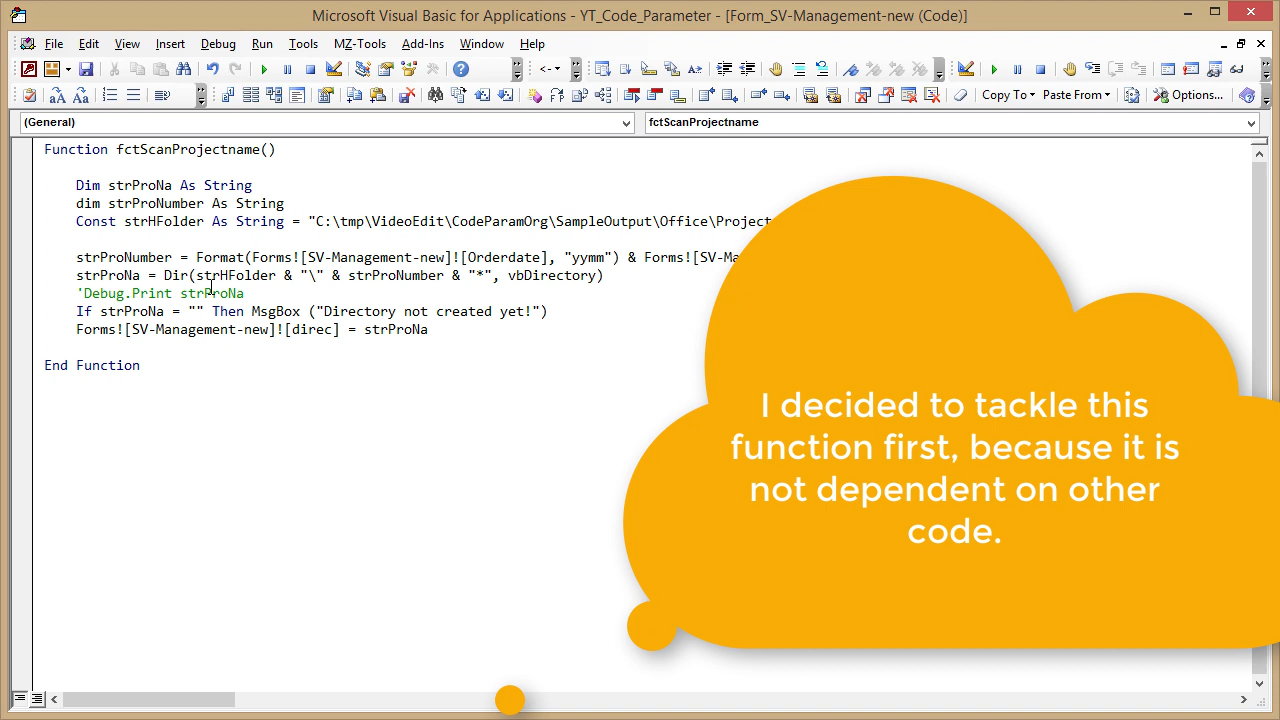 Microsoft Visual Basic for Applications - YT_Code_Parameter - [Form_SV-Management-new (Code)]
File Edit View Insert Format Debug Run Tools MZ-Tools Add-Ins Window Help
Copy To Paste From Options...
(General) fctScanProjectname
Function fctScanProjectname()
Dim strProNa As String
dim strProNumber As String
Const strHFolder As String = "C:\tmp\VideoEdit\CodeParamOrg\SampleOutput\Office\Project
strProNumber = Format(Forms![SV-Management-new]![Orderdate], "yymm") & Forms![SV-Ma
strProNa = Dir(strHFolder & "\" & strProNumber & "*", vbDirectory)
'Debug.Print strProNa
If strProNa = "" Then MsgBox ("Directory not created yet!")
Forms![SV-Management-new]![direc] = strProNa
End Function
I decided to tackle this
function first, because it is
not dependent on other
code.